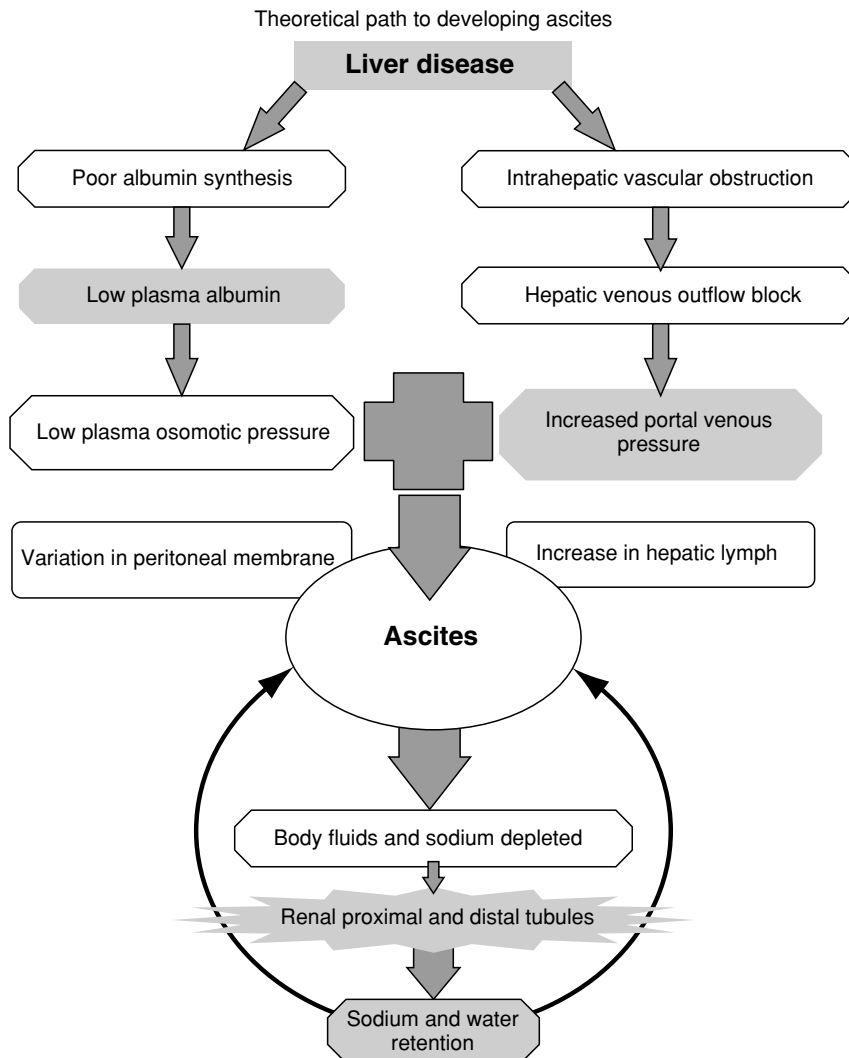 Theoretical path to developing ascites
Liver disease
Poor albumin synthesis
Intrahepatic vascular obstruction
Low plasma albumin
Hepatic venous outflow block
Low plasma osomotic pressure
Increased portal venous
pressure
Variation in peritoneal membrane
Increase in hepatic lymph
Ascites
Body fluids and sodium depleted
Renal proximal and distal tubules
Sodium and water
retention